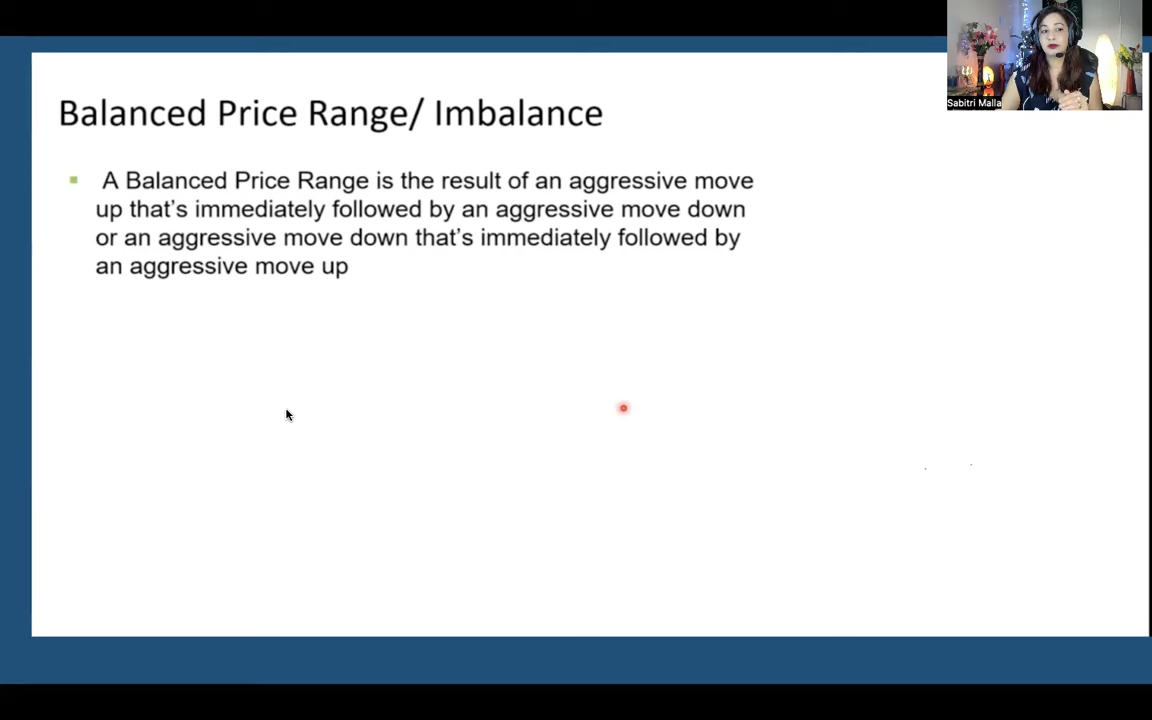 Sabitri Malla
Balanced Price Range/ Imbalance
A Balanced Price Range is the result of an aggressive move
up that's immediately followed by an aggressive move down
or an aggressive move down that's immediately followed by
an aggressive move up